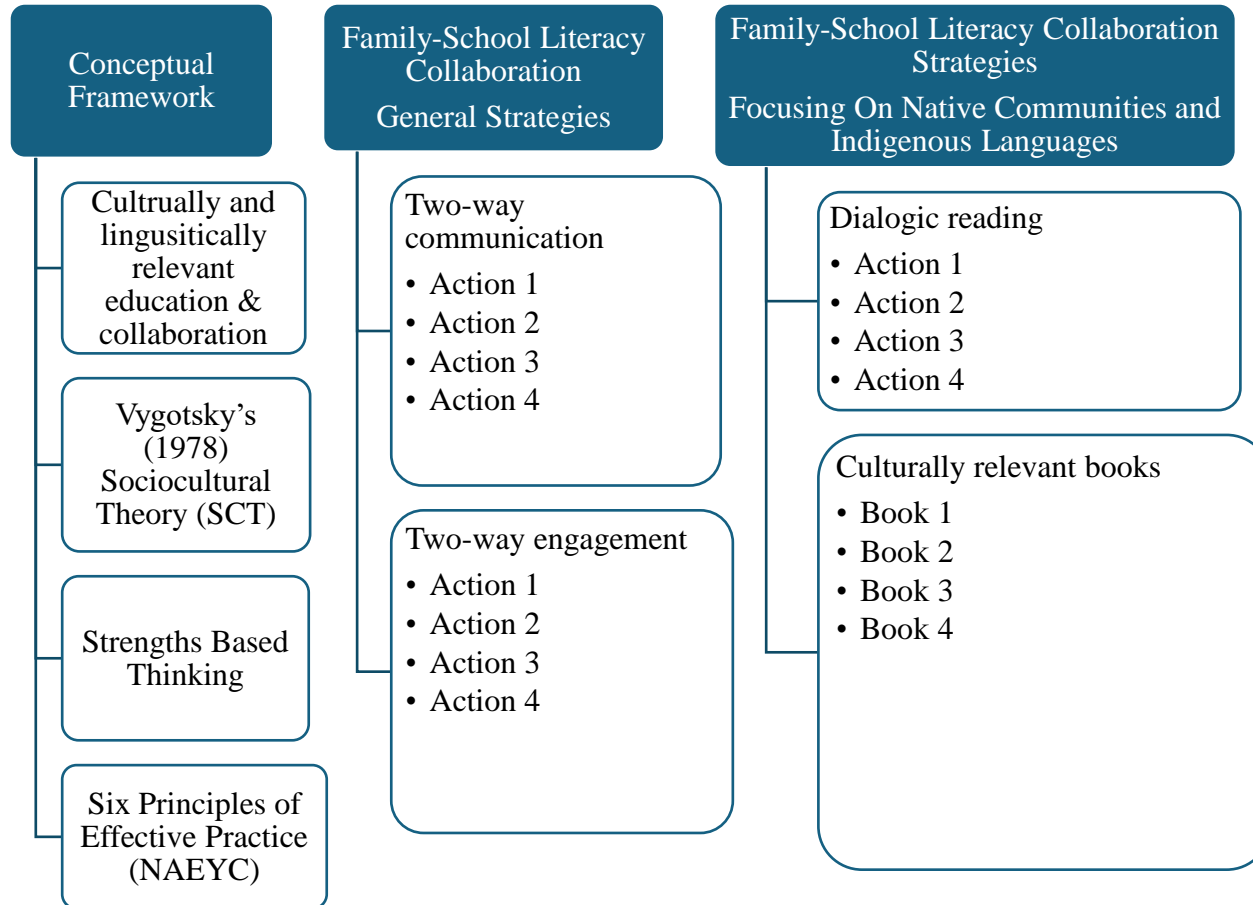 Conceptual
Framework
Cultrually and
lingusitically
relevant
education &
collaboration
Vygotsky’s
(1978)
Sociocultural
Theory (SCT)
Strengths Based
Thinking
Six Principles of
Effective Practice
(NAEYC)
Family-School Literacy
Collaboration
General Strategies
Two-way
communication
• Action 1
• Action 2
• Action 3
• Action 4
Two-way engagement
• Action 1
• Action 2
• Action 3
• Action 4
Family-School Literacy Collaboration
Strategies
Focusing On Native Communities and
Indigenous Languages
Dialogic reading
• Action 1
• Action 2
• Action 3
• Action 4
Culturally relevant books
• Book 1
• Book 2
• Book 3
• Book 4